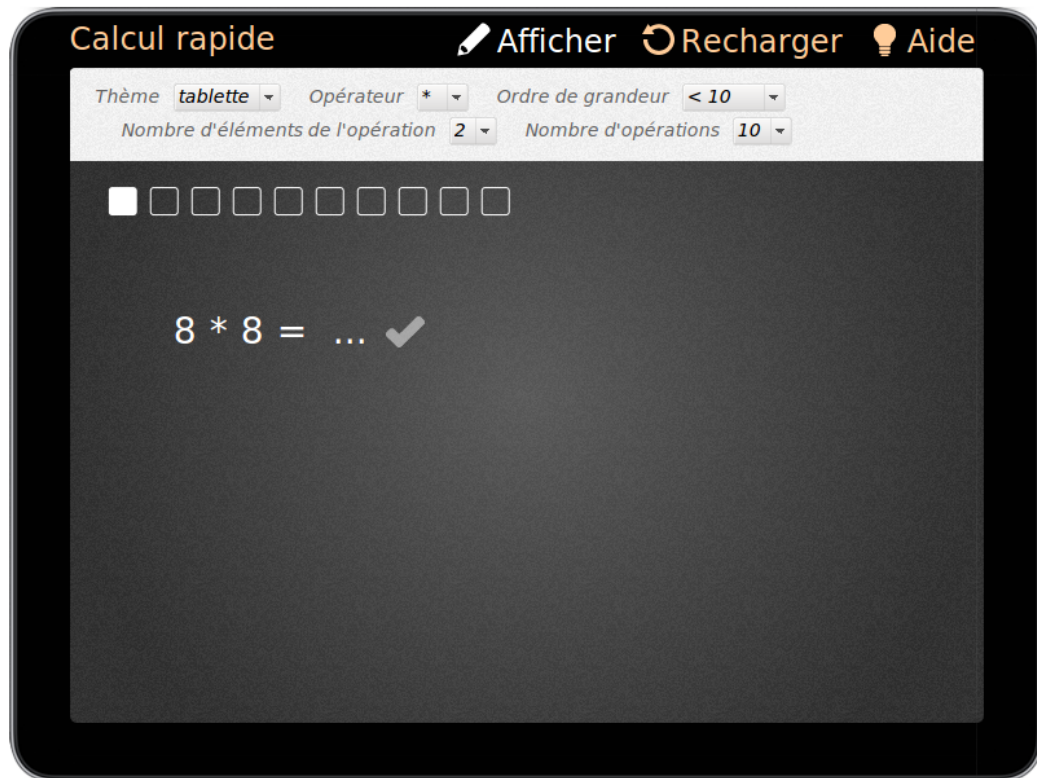 Calcul rapide Afficher Recharger Aide
Thème tablette Opérateur * Ordre de grandeur < 10
Nombre d'éléments de l'opération 2 Nombre d'opérations 10
8 * 8 = ...